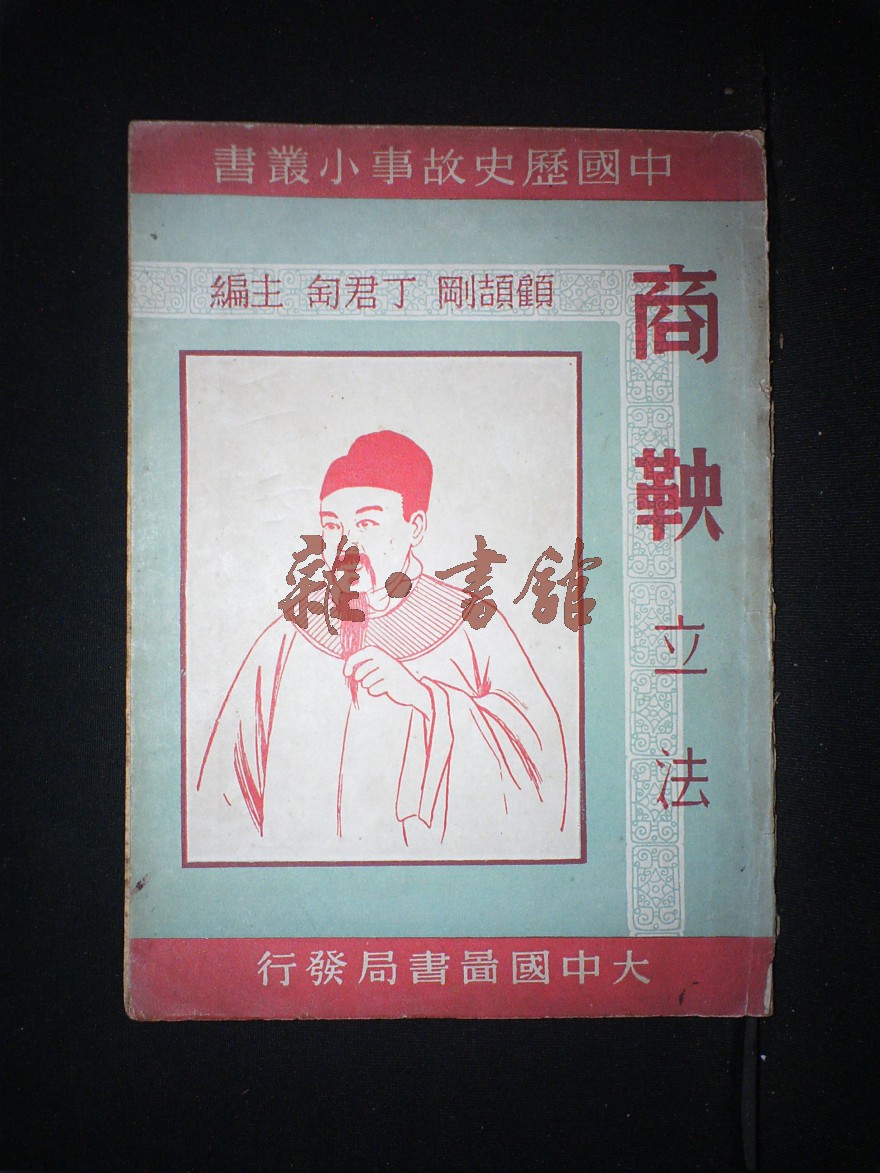 中國歷史故事小叢書
顧頡剛 丁君匋 主編
商鞅立法
雜·書館
大中國圖書局發行